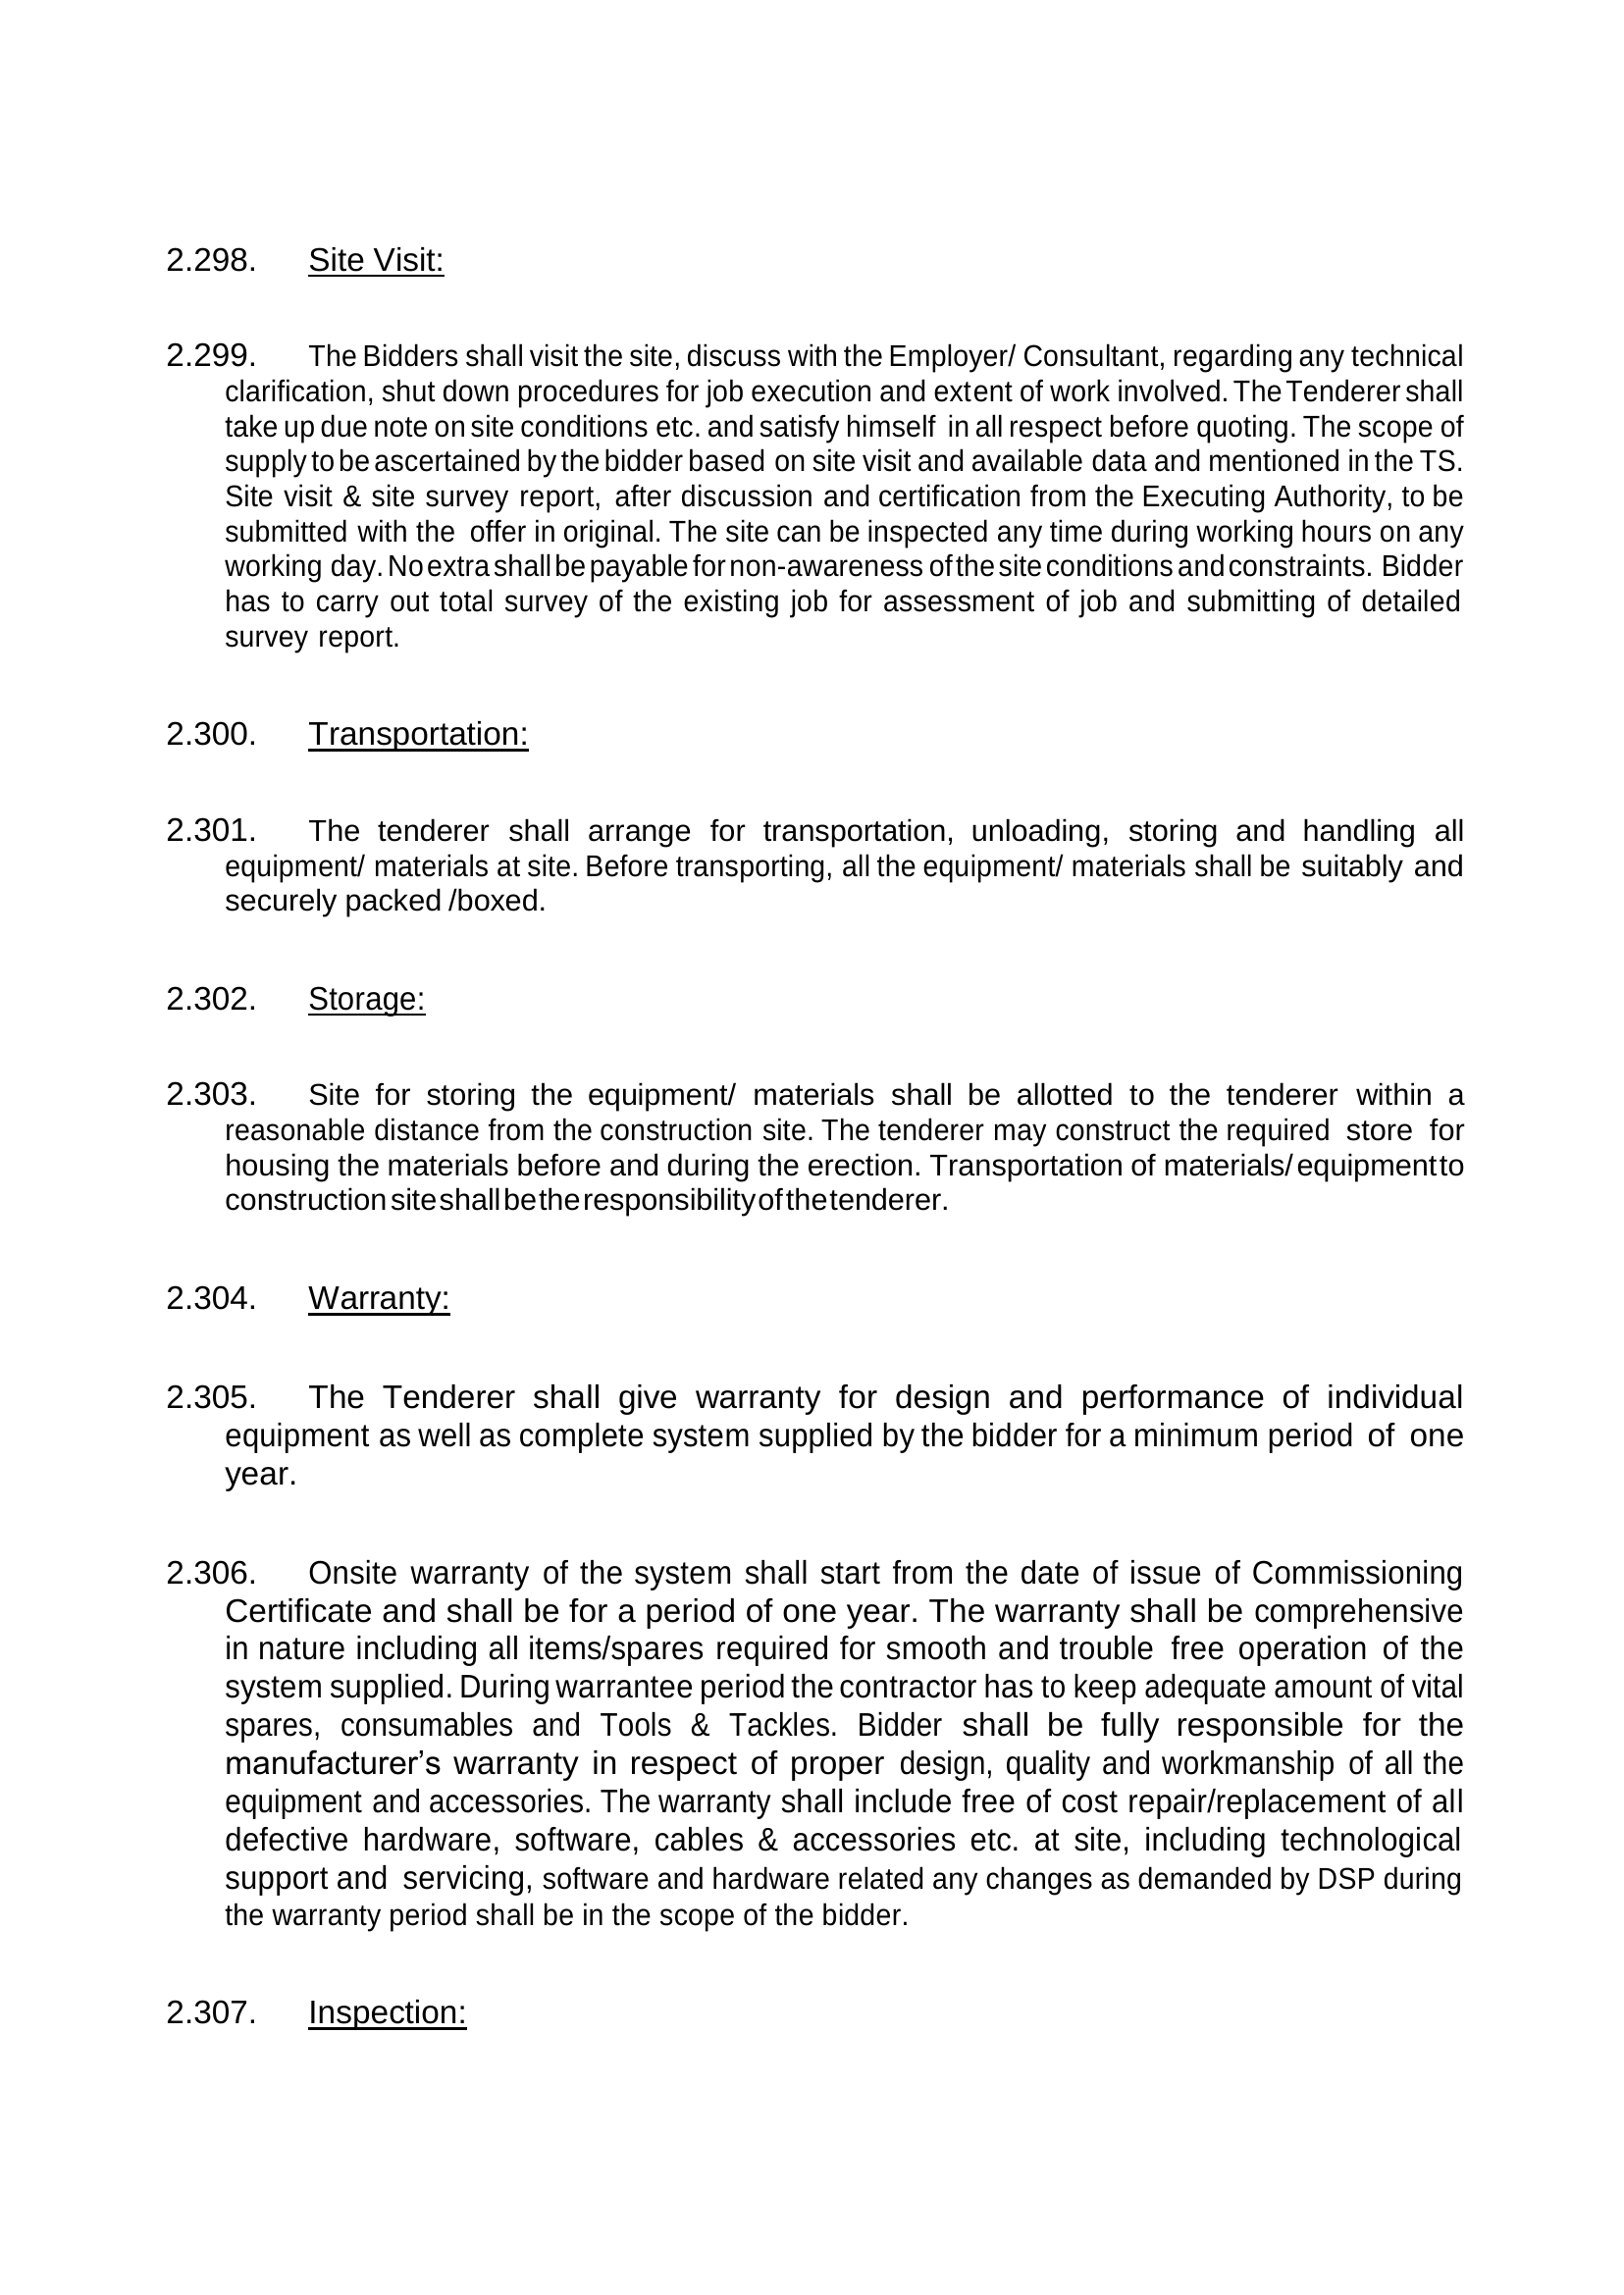 2.298. Site Visit:
2.299. The Bidders shall visit the site, discuss with the Employer/ Consultant, regarding any technical
clarification, shut down procedures for job execution and extent of work involved. The Tenderer shall
take up due note on site conditions etc. and satisfy himself in all respect before quoting. The scope of
supply to be ascertained by the bidder based on site visit and available data and mentioned in the TS.
Site visit & site survey report, after discussion and certification from the Executing Authority, to be
submitted with the offer in original. The site can be inspected any time during working hours on any
working day. No extra shall be payable for non-awareness of the site conditions and constraints. Bidder
has to carry out total survey of the existing job for assessment of job and submitting of detailed
survey report.
2.300. Transportation:
2.301. The tenderer shall arrange for transportation, unloading, storing and handling all
equipment/ materials at site. Before transporting, all the equipment/ materials shall be suitably and
securely packed /boxed.
2.302. Storage:
2.303. Site for storing the equipment/ materials shall be allotted to the tenderer within a
reasonable distance from the construction site. The tenderer may construct the required store for
housing the materials before and during the erection. Transportation of materials/ equipment to
construction site shall be the responsibility of the tenderer.
2.304. Warranty:
2.305. The Tenderer shall give warranty for design and performance of individual
equipment as well as complete system supplied by the bidder for a minimum period of one
year.
2.306. Onsite warranty of the system shall start from the date of issue of Commissioning
Certificate and shall be for a period of one year. The warranty shall be comprehensive
in nature including all items/spares required for smooth and trouble free operation of the
system supplied. During warrantee period the contractor has to keep adequate amount of vital
spares, consumables and Tools & Tackles. Bidder shall be fully responsible for the
manufacturer’s warranty in respect of proper design, quality and workmanship of all the
equipment and accessories. The warranty shall include free of cost repair/replacement of all
defective hardware, software, cables & accessories etc. at site, including technological
support and servicing, software and hardware related any changes as demanded by DSP during
the warranty period shall be in the scope of the bidder.
2.307. Inspection: